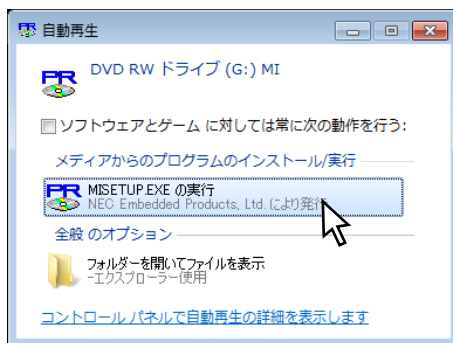 自動再生
PR
DVD RW ドライブ (G:) MI
ソフトウェアとゲーム に対しては常に次の動作を行う:
メディアからのプログラムのインストール/実行
PR
MISETUP.EXE の実行
NEC Embedded Products, Ltd. により発行
全般 のオプション
フォルダーを開いてファイルを表示
-エクスプローラー使用
コントロール パネルで自動再生の詳細を表示します